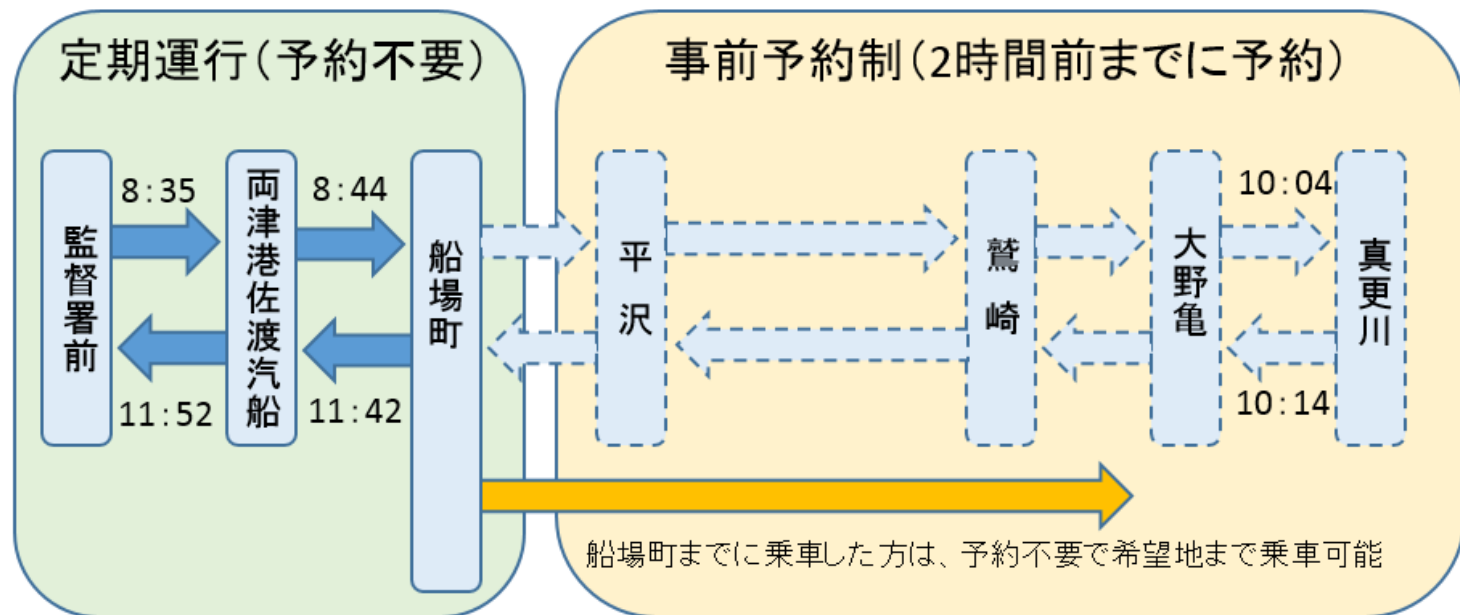 定期運行(予約不要)
事前予約制(2時間前までに予約)
監督署前
8:35
両津港佐渡汽船
8:44
船場町
平沢
鷲崎
大野亀
10:04
真更川
11:52
11:42
10:14
船場町までに乗車した方は、予約不要で希望地まで乗車可能